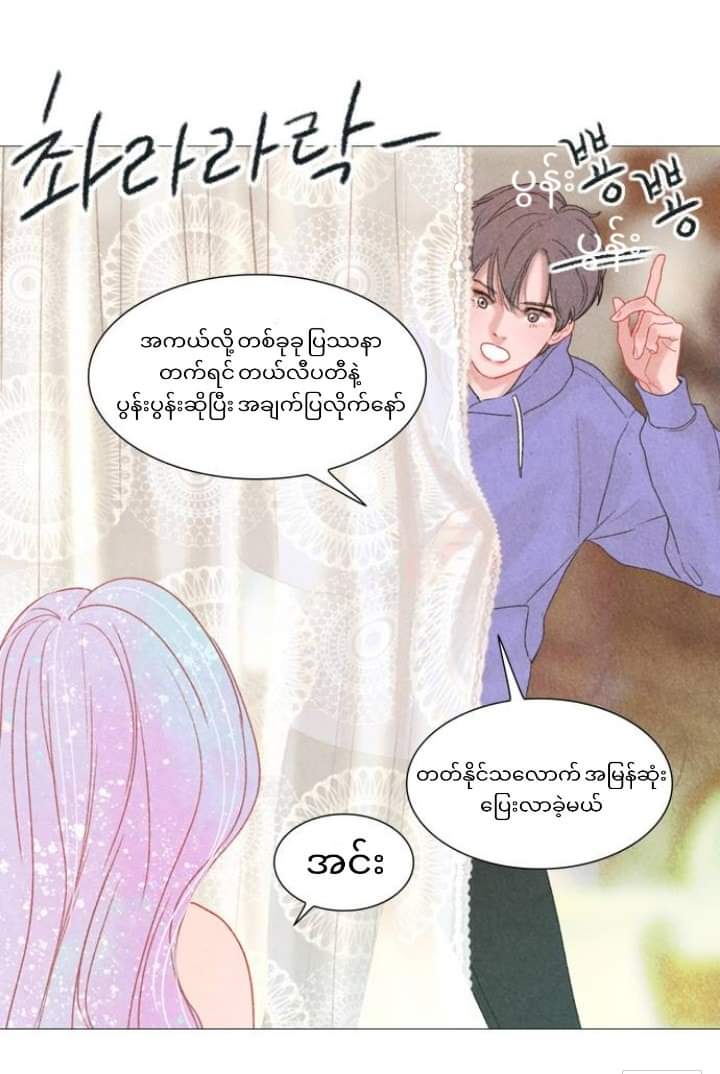 촤라라락
뿅뿅
ပွန်း
ပွန်း
အကယ်လို့ တစ်ခုခု ပြဿနာ
တက်ရင် တယ်လီပတီနဲ့
ပွန်းပွန်းဆိုပြီး အချက်ပြလိုက်နော်
တတ်နိုင်သလောက် အမြန်ဆုံး
ပြေးလာခဲ့မယ်
အင်း